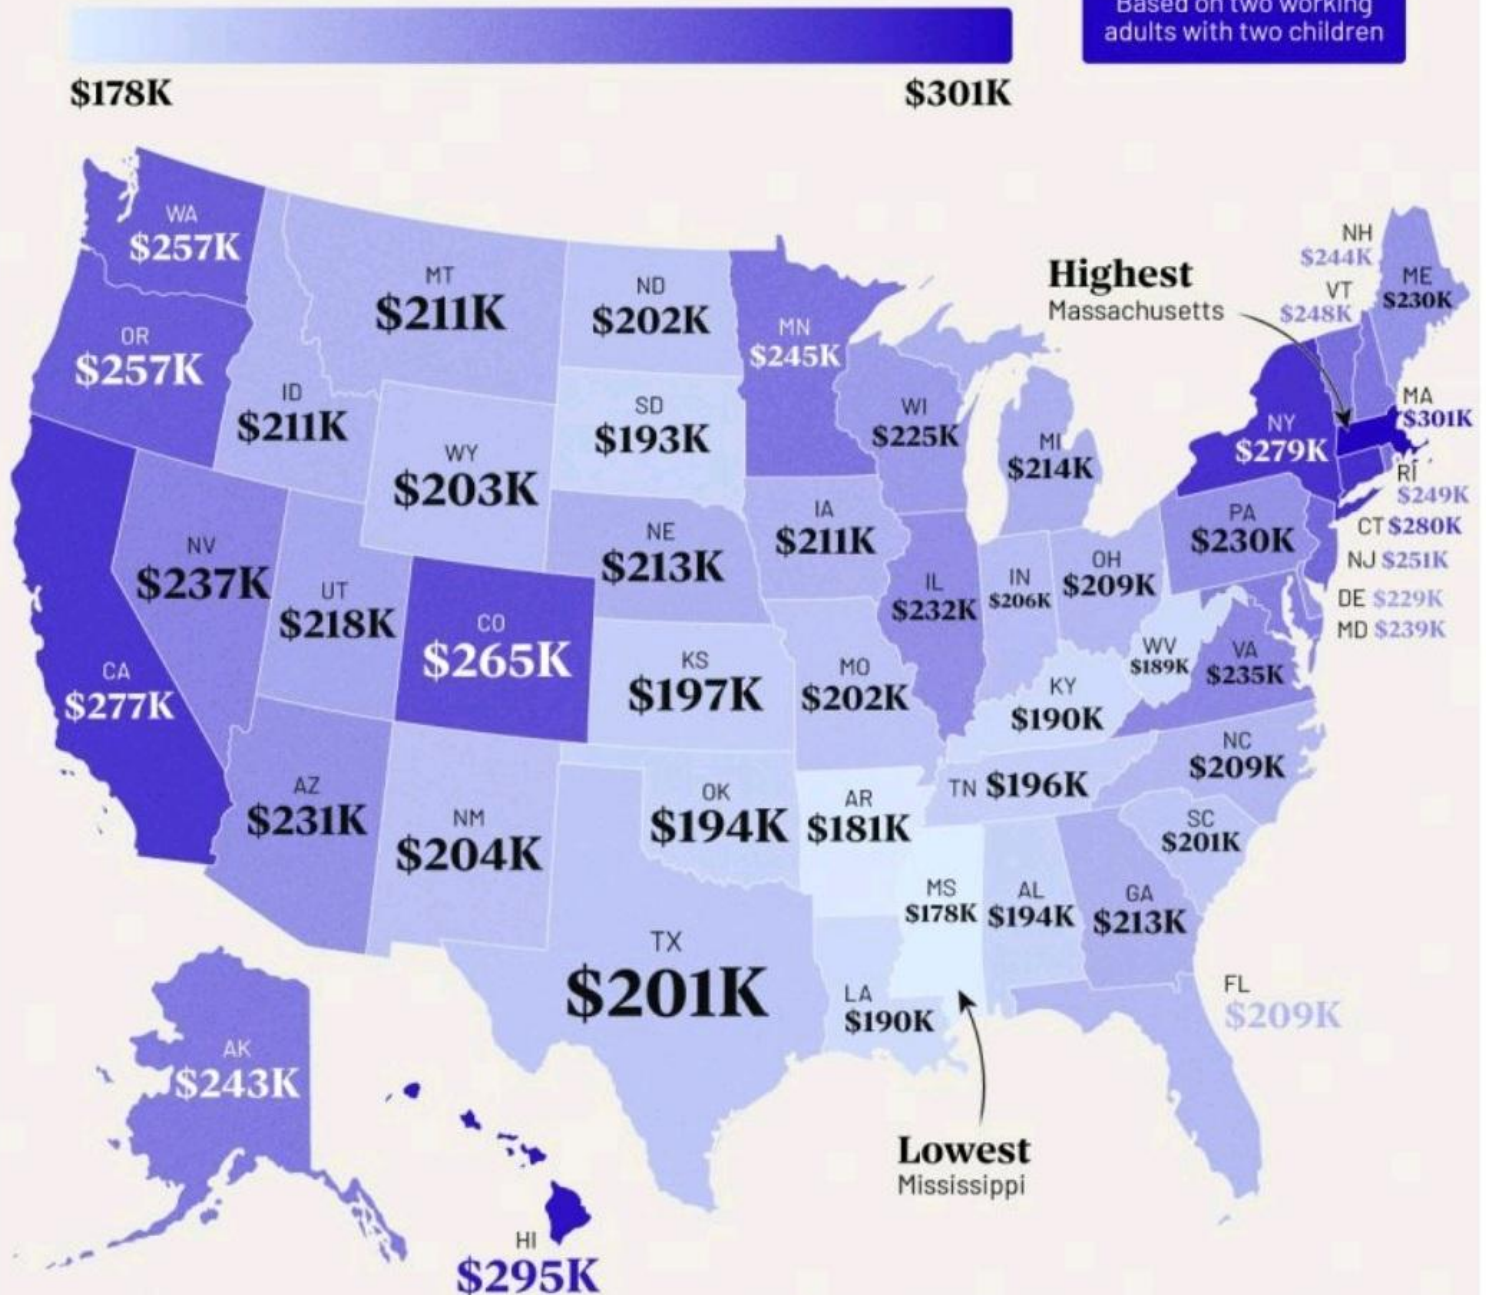 Based on two working
adults with two children
$178K
$301K
WA
$257K
OR
$257K
CA
$277K
NV
$237K
ID
$211K
MT
$211K
WY
$203K
UT
$218K
CO
$265K
AZ
$231K
NM
$204K
ND
$202K
SD
$193K
NE
$213K
KS
$197K
OK
$194K
TX
$201K
MN
$245K
IA
$211K
MO
$202K
AR
$181K
LA
$190K
WI
$225K
IL
$232K
MI
$214K
IN
$206K
OH
$209K
KY
$190K
TN $196K
MS
$178K
AL
$194K
GA
$213K
FL
$209K
SC
$201K
NC
$209K
WV
$189K
VA
$235K
PA
$230K
NY
$279K
Highest
Massachusetts
NH
$244K
VT
$248K
ME
$230K
MA
$301K
RI
$249K
CT $280K
NJ $251K
DE $229K
MD $239K
AK
$243K
HI
$295K
Lowest
Mississippi